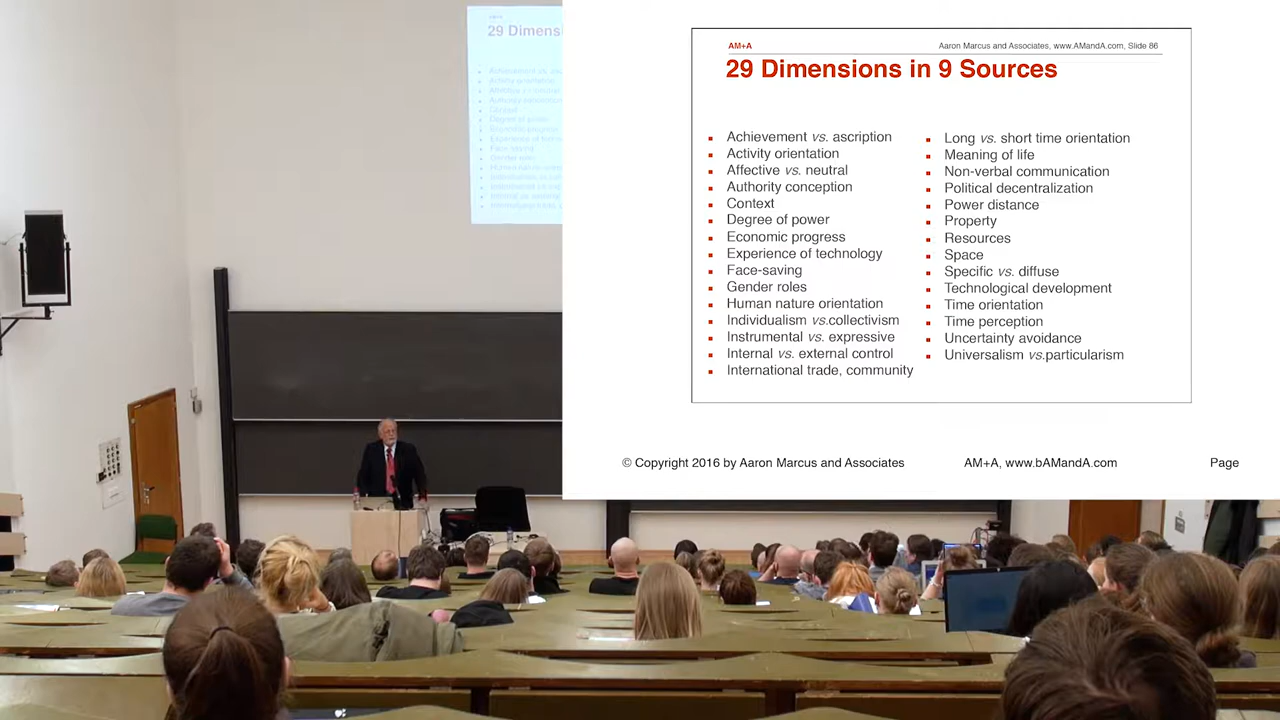 29 Dimensi
AM+A
Aaron Marcus and Associates, www.AMandA.com, Slide 86
29 Dimensions in 9 Sources
Achievement vs. ascription
Activity orientation
Affective vs. neutral
Authority conception
Context
Degree of power
Economic progress
Experience of technology
Face-saving
Gender roles
Human nature orientation
Individualism vs.collectivism
Instrumental vs. expressive
Internal vs. external control
International trade, community
Long vs. short time orientation
Meaning of life
Non-verbal communication
Political decentralization
Power distance
Property
Resources
Space
Specific vs. diffuse
Technological development
Time orientation
Time perception
Uncertainty avoidance
Universalism vs.particularism
© Copyright 2016 by Aaron Marcus and Associates
AM+A, www.bAMandA.com
Page